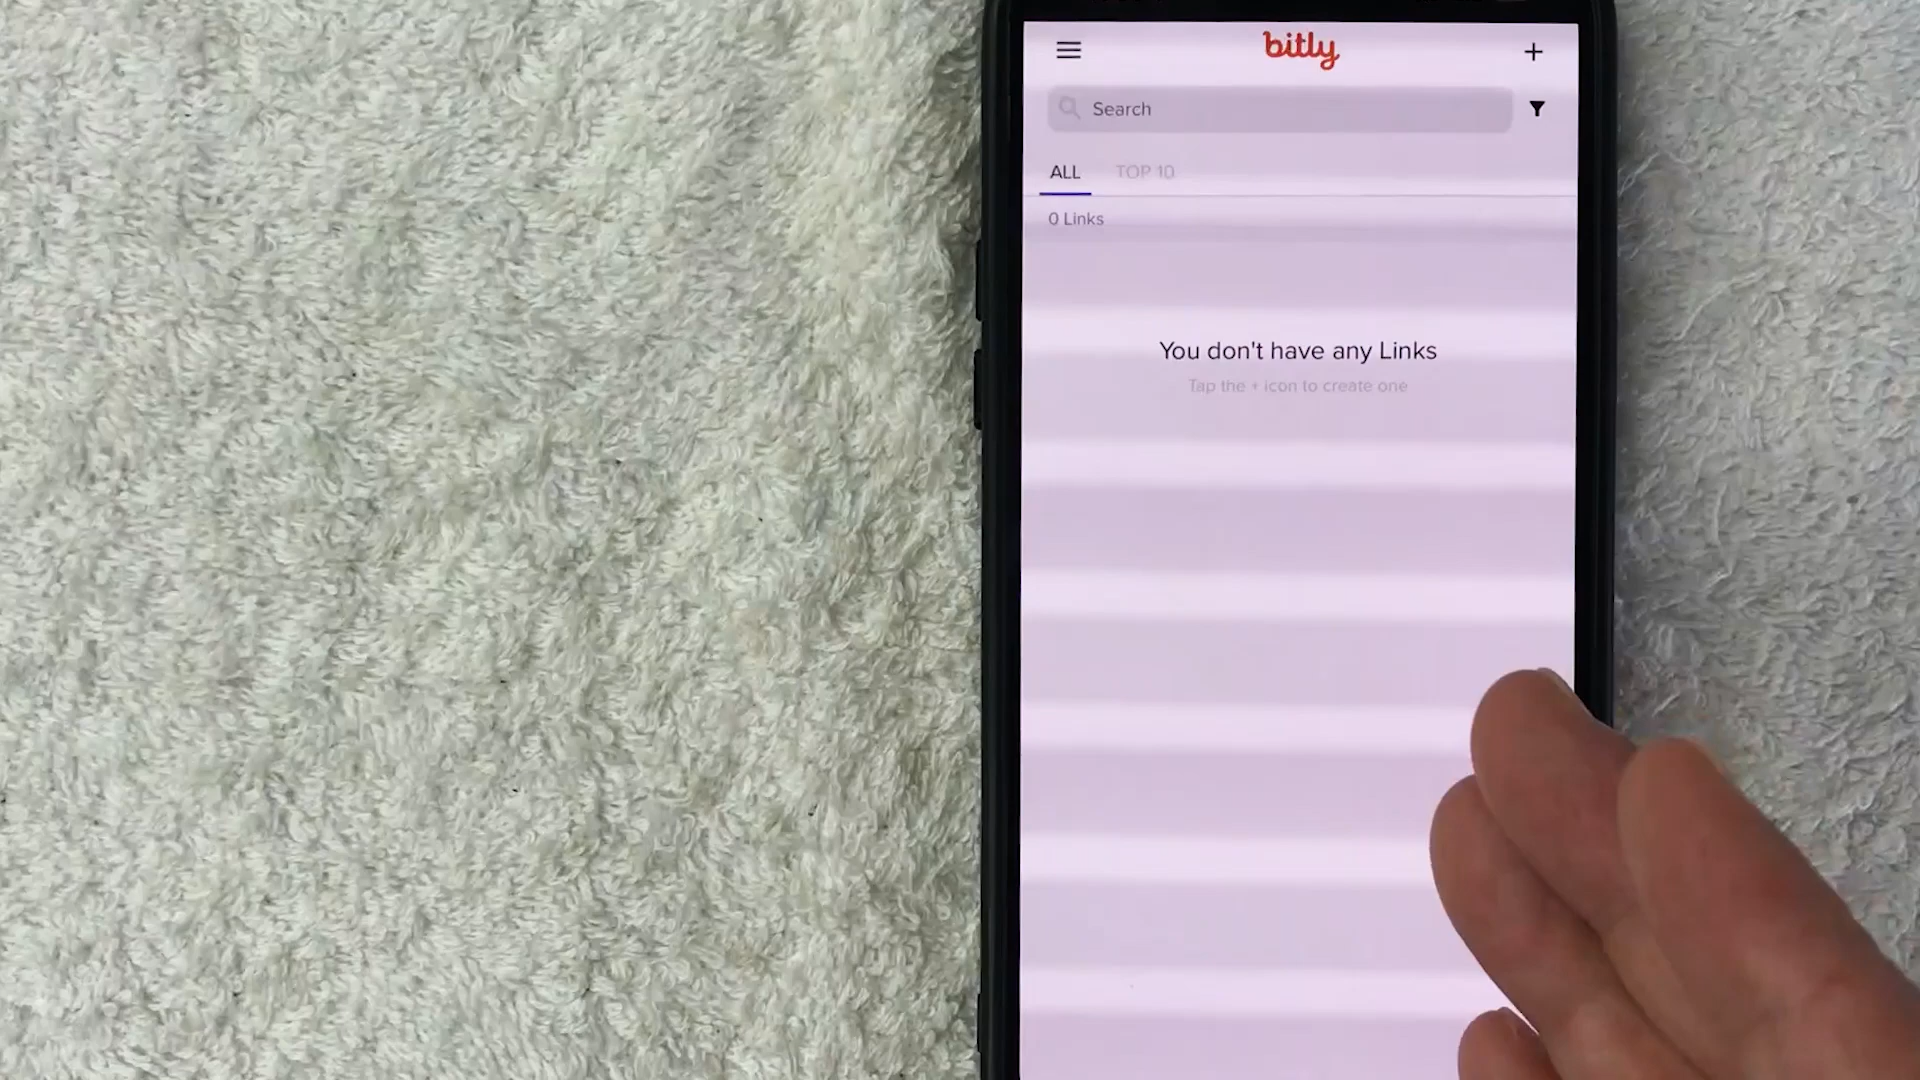 bitly
Search
ALL TOP 10
0 Links
You don't have any Links
Tap the + icon to create one